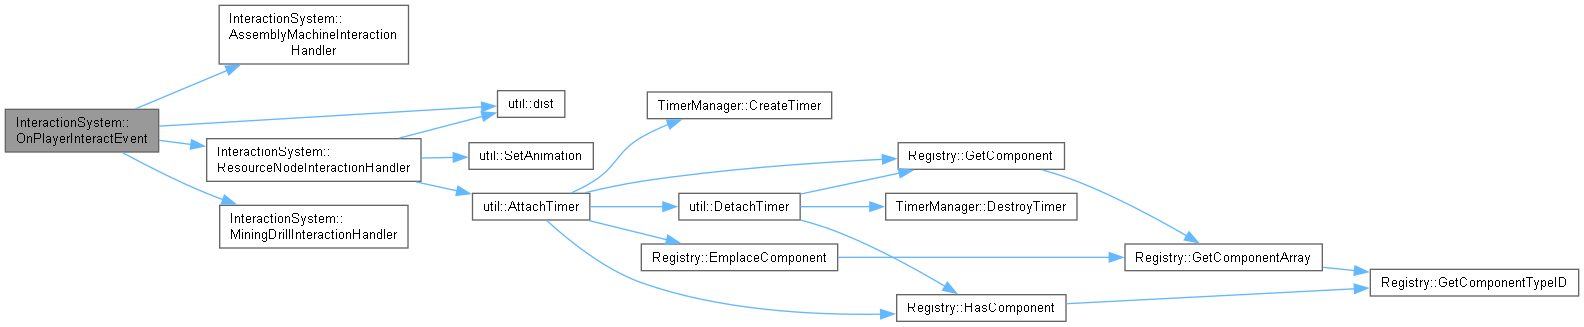 InteractionSystem::
OnPlayerInteractEvent
InteractionSystem::
AssemblyMachineInteraction
Handler
util::dist
InteractionSystem::
ResourceNodeInteractionHandler
InteractionSystem::
MiningDrillInteractionHandler
util::SetAnimation
util::AttachTimer
TimerManager::CreateTimer
util::DetachTimer
Registry::EmplaceComponent
Registry::GetComponent
TimerManager::DestroyTimer
Registry::HasComponent
Registry::GetComponentArray
Registry::GetComponentTypeID